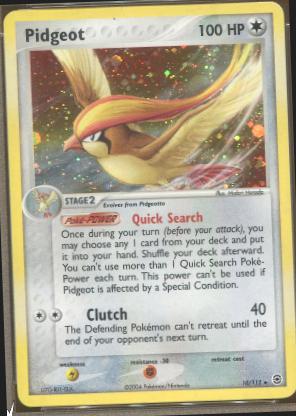 Pidgeot 100 HP
STAGE2 Evolves from Pidgeotto
POKé-POWER Quick Search
Once during your turn (before your attack), you
may choose any 1 card from your deck and put
it into your hand. Shuffle your deck afterward.
You can't use more than 1 Quick Search Poké-
Power each turn. This power can't be used if
Pidgeot is affected by a Special Condition.
Clutch 40
The Defending Pokémon can't retreat until the
end of your opponent's next turn.
weakness resistance -30 retreat cost
©2004 Pokémon/Nintendo 10/112